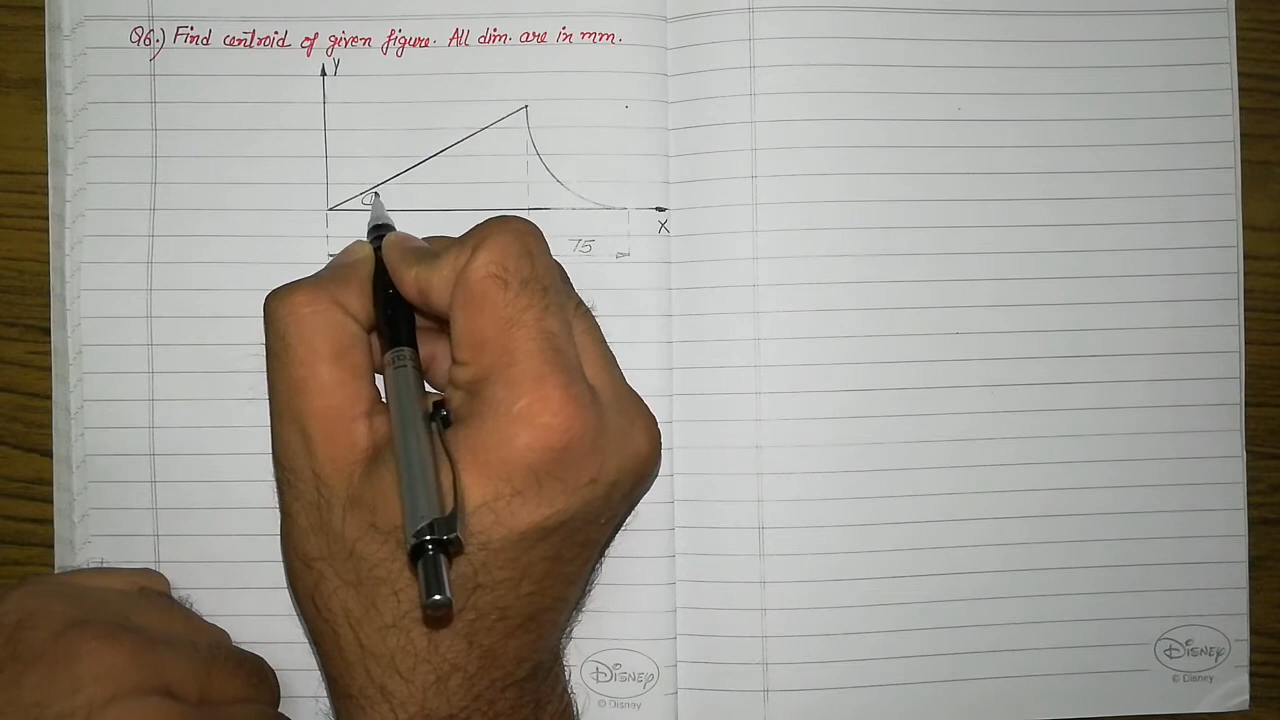 Q6.) Find centroid of given figure. All dim. are in mm.
Y
X
75
DISNEY
© Disney
DISNEY
© Disney